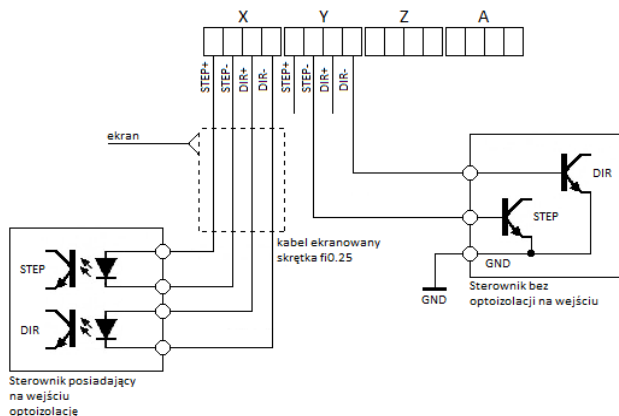 X Y Z A
STEP+ STEP- DIR+ DIR- STEP+ STEP- DIR+ DIR-
ekran
DIR
STEP
kabel ekranowany
skrętka fi0.25
GND
GND
Sterownik bez
optoizolacji na wejściu
STEP
DIR
Sterownik posiadający
na wejściu
optoizolację